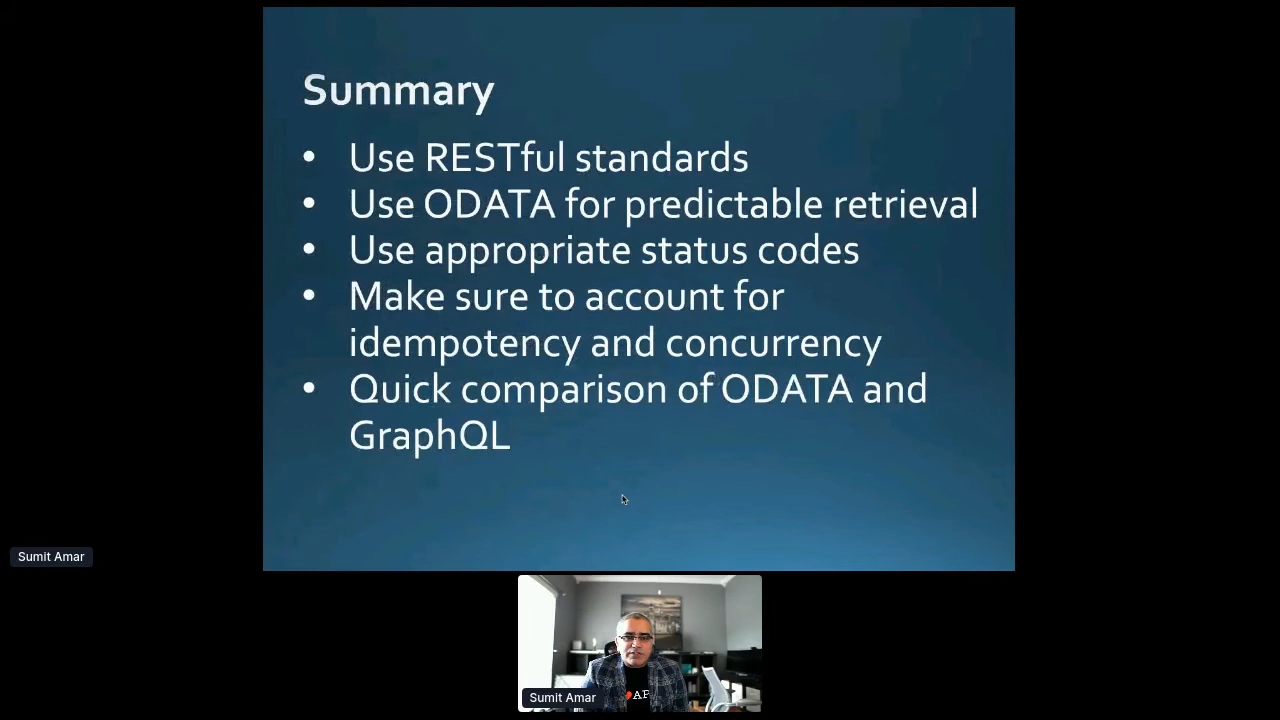 Summary
• Use RESTful standards
• Use ODATA for predictable retrieval
• Use appropriate status codes
• Make sure to account for
idempotency and concurrency
• Quick comparison of ODATA and
GraphQL
Sumit Amar
Sumit Amar